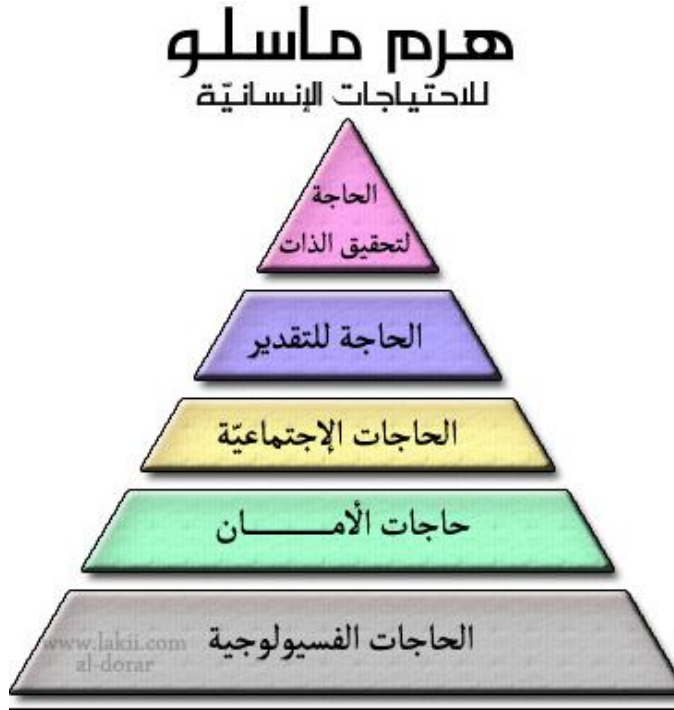 هرم ماسلو
للاحتياجات الإنسانيّة
الحاجة
لتحقيق الذات
الحاجة للتقدير
الحاجات الإجتماعيّة
حاجات الأمــــــان
الحاجات الفسيولوجية
www.lakii.com
al-dorar